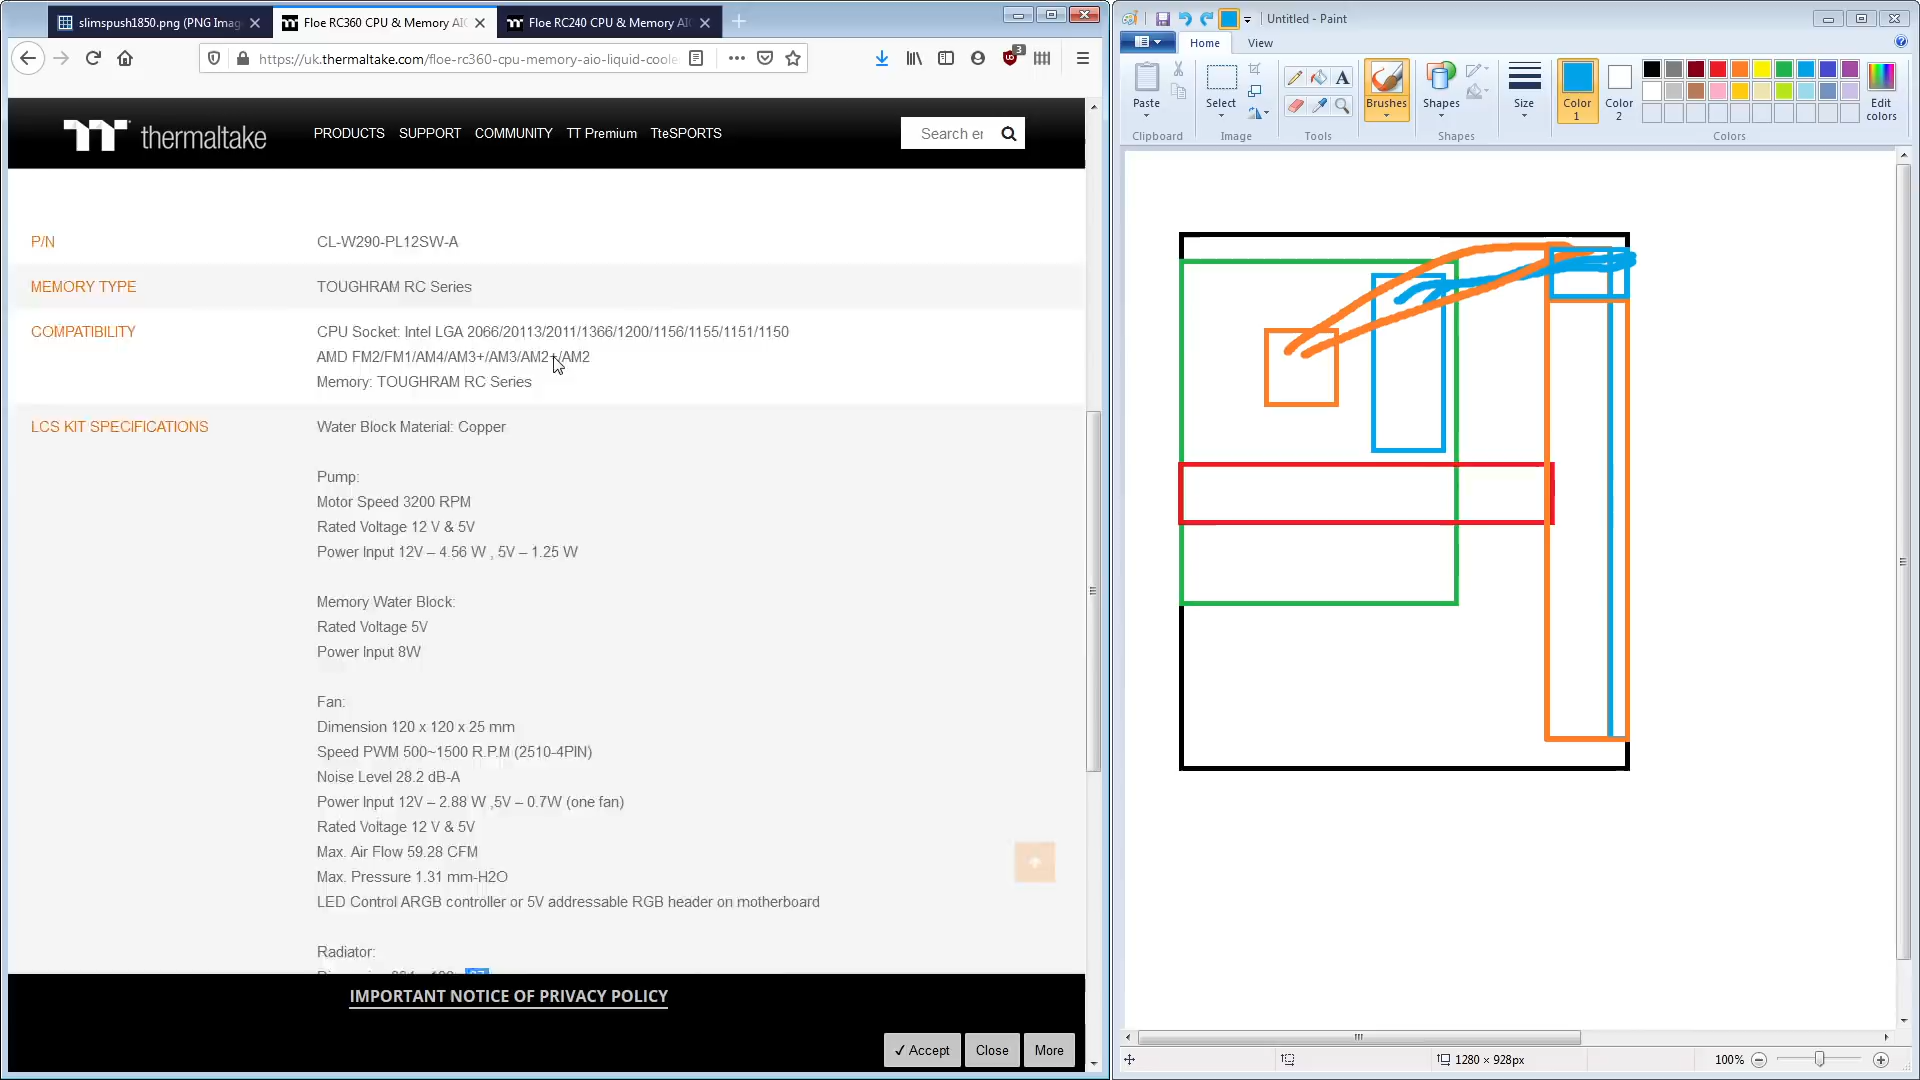 slimspush1850.png (PNG Imag
Floe RC360 CPU & Memory AI
Floe RC240 CPU & Memory AI
https://uk.thermaltake.com/floe-rc360-cpu-memory-aio-liquid-coole
3
thermaltake
PRODUCTS
SUPPORT
COMMUNITY
TT Premium
TteSPORTS
Search er
P/N
CL-W290-PL12SW-A
MEMORY TYPE
TOUGHRAM RC Series
COMPATIBILITY
CPU Socket: Intel LGA 2066/20113/2011/1366/1200/1156/1155/1151/1150
AMD FM2/FM1/AM4/AM3+/AM3/AM2+/AM2
Memory: TOUGHRAM RC Series
LCS KIT SPECIFICATIONS
Water Block Material: Copper
Pump:
Motor Speed 3200 RPM
Rated Voltage 12 V & 5V
Power Input 12V – 4.56 W , 5V – 1.25 W
Memory Water Block:
Rated Voltage 5V
Power Input 8W
Fan:
Dimension 120 x 120 x 25 mm
Speed PWM 500~1500 R.P.M (2510-4PIN)
Noise Level 28.2 dB-A
Power Input 12V – 2.88 W ,5V – 0.7W (one fan)
Rated Voltage 12 V & 5V
Max. Air Flow 59.28 CFM
Max. Pressure 1.31 mm-H2O
LED Control ARGB controller or 5V addressable RGB header on motherboard
Radiator:
IMPORTANT NOTICE OF PRIVACY POLICY
✓ Accept
Close
More
Untitled - Paint
Home
View
Paste
Select
A
Brushes
Shapes
Size
Color
1
Color
2
Edit
colors
Clipboard
Image
Tools
Shapes
Colors
1280 × 928px
100%